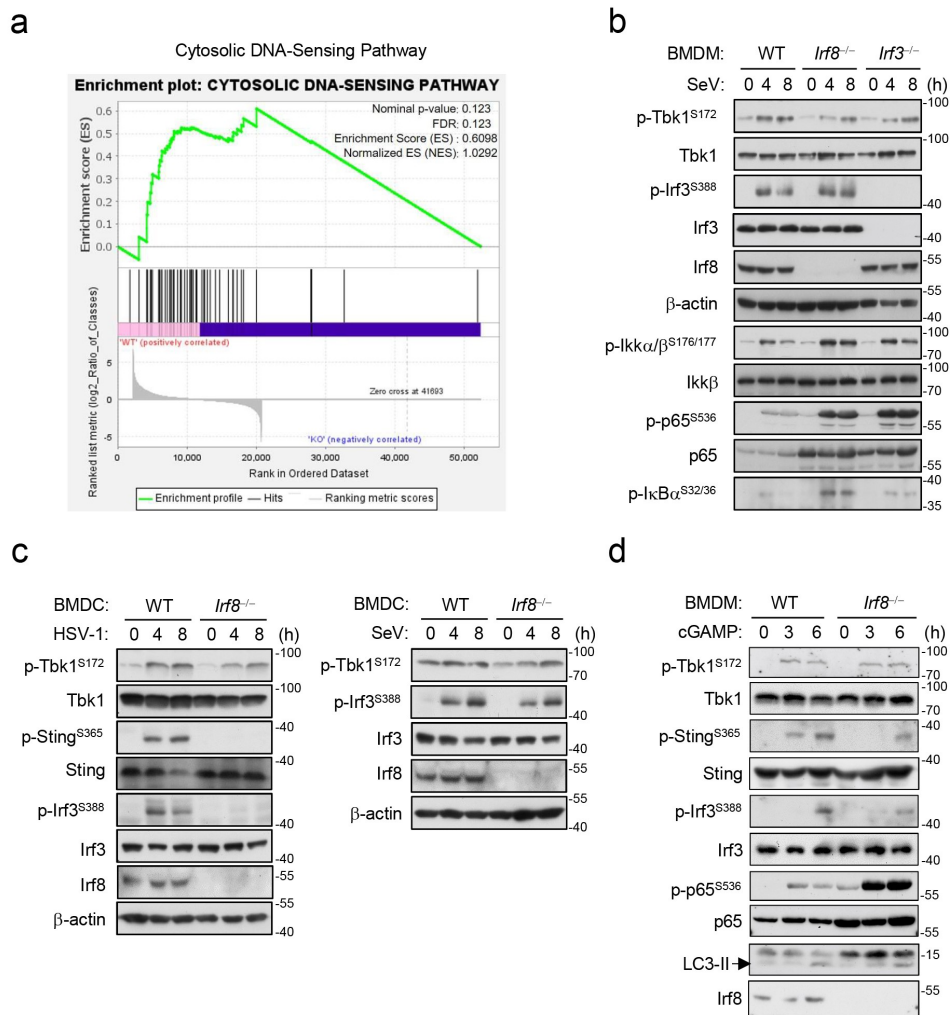 a
Cytosolic DNA-Sensing Pathway
Enrichment plot: CYTOSOLIC DNA-SENSING PATHWAY
Nominal p-value: 0.123
FDR: 0.123
Enrichment Score (ES): 0.6098
Normalized ES (NES): 1.0292
Enrichment score (ES)
0.6
0.5
0.4
0.3
0.2
0.1
0.0
'WT' (positively correlated)
Ranked list metric (log2_Ratio_of_Classes)
5
0
-5
Zero cross at 41693
'KO' (negatively correlated)
0 10,000 20,000 30,000 40,000 50,000
Rank in Ordered Dataset
Enrichment profile Hits Ranking metric scores
b
BMDM: WT Irf8–/– Irf3–/–
SeV: 0 4 8 0 4 8 0 4 8 (h)
p-Tbk1S172 -100 -70
Tbk1 -100
p-Irf3S388 -40
Irf3 -40
Irf8 -55
β-actin -55 -40
p-Ikkα/βS176/177 -100 -70
Ikkβ -100 -70
p-p65S536 -70 -55
p65 -70 -55
p-IκBαS32/36 -40 -35
c
BMDC: WT Irf8–/–
HSV-1: 0 4 8 0 4 8 (h)
p-Tbk1S172 -100 -70
Tbk1 -100
p-StingS365 -40
Sting -40
p-Irf3S388 -40
Irf3 -40
Irf8 -55
β-actin -55 -40
BMDC: WT Irf8–/–
SeV: 0 4 8 0 4 8 (h)
p-Tbk1S172 -100 -70
p-Irf3S388 -40
Irf3 -40
Irf8 -55
β-actin -55 -40
d
BMDM: WT Irf8–/–
cGAMP: 0 3 6 0 3 6 (h)
p-Tbk1S172 -100
Tbk1 -100 -70
p-StingS365 -40
Sting -40
p-Irf3S388 -40
Irf3 -40
p-p65S536 -70
p65 -55
LC3-II -15
Irf8 -55